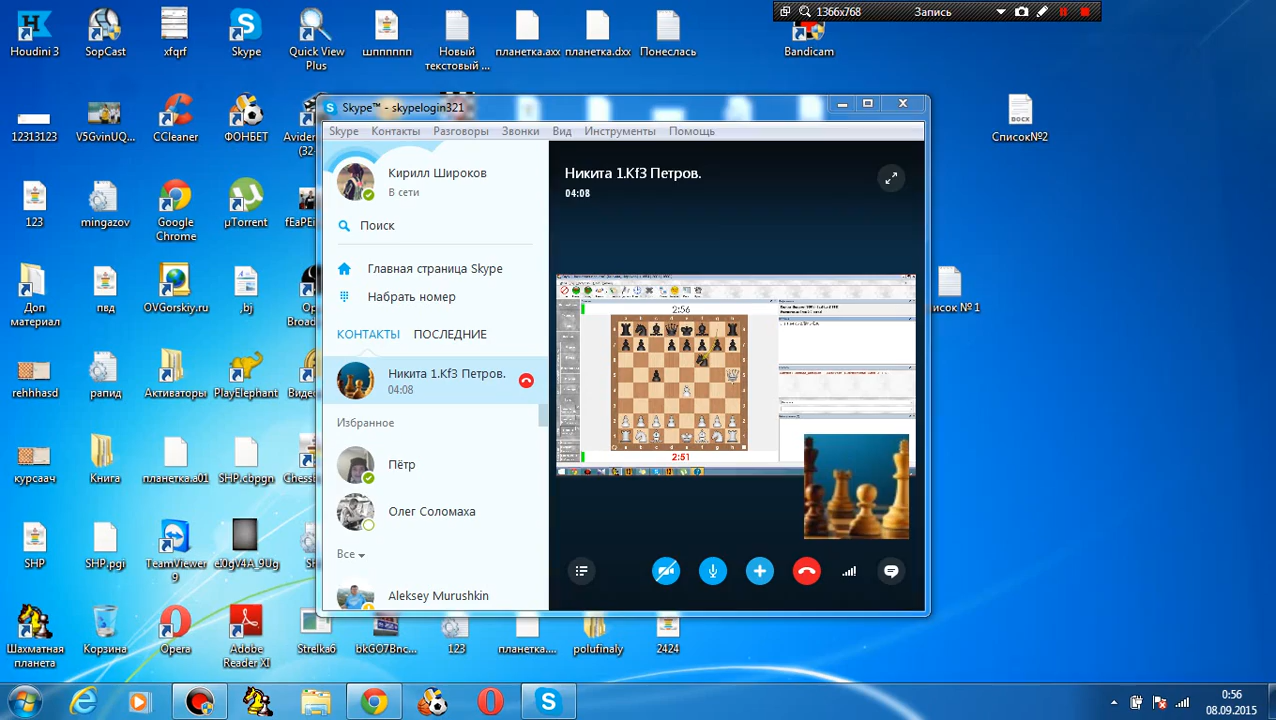 1366x768 Запись
Houdini 3
SopCast
xfqrf
Skype
Quick View
Plus
шпппппп
Новый
текстовый ...
планетка.axx
планетка.dxx
Понеслась
Bandicam
Skype™ - skypelogin321
Skype Контакты Разговоры Звонки Вид Инструменты Помощь
12313123
V5GvinUQ...
CCleaner
ФОНБЕТ
Список№2
Кирилл Широков
В сети
Никита 1.Kf3 Петров.
04:08
123
mingazov
Google
Chrome
µTorrent
Поиск
Главная страница Skype
Набрать номер
Доп
материал
OVGorskiy.ru
.bj
КОНТАКТЫ ПОСЛЕДНИЕ
2:56
2:51
Никита 1.Kf3 Петров.
04:08
rehhhasd
рапид
Активаторы
PlayElephant
Избранное
Пётр
Олег Соломаха
Все
Aleksey Murushkin
курсаач
Книга
планетка.a01
SHP.cbpgn
SHP
SHP.pgi
TeamViewer
9
Шахматная
планета
Корзина
Opera
Adobe
Reader XI
Strelka6
bkGO7Bnc...
123
планетка....
polufinaly
2424
0:56
08.09.2015